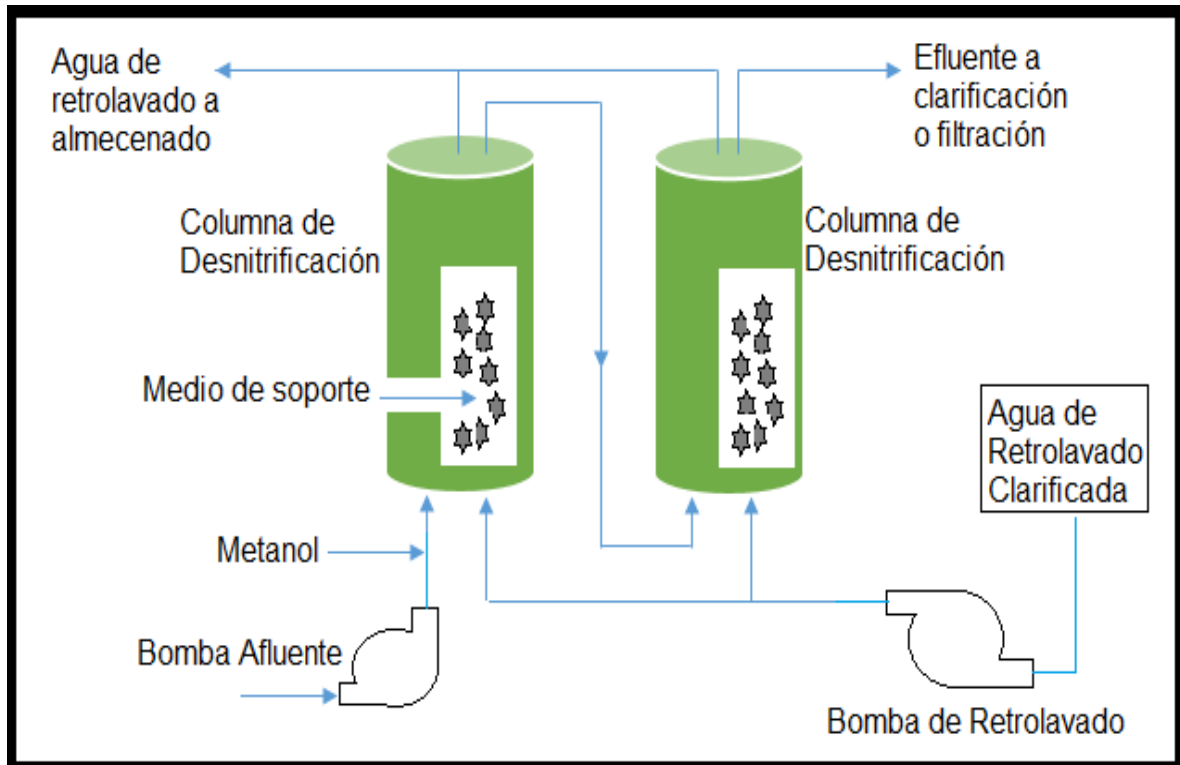 Agua de
retrolavado a
almecenado
Efluente a
clarificación
o filtración
Columna de
Desnitrificación
Columna de
Desnitrificación
Medio de soporte
Agua de
Retrolavado
Clarificada
Metanol
Bomba Afluente
Bomba de Retrolavado